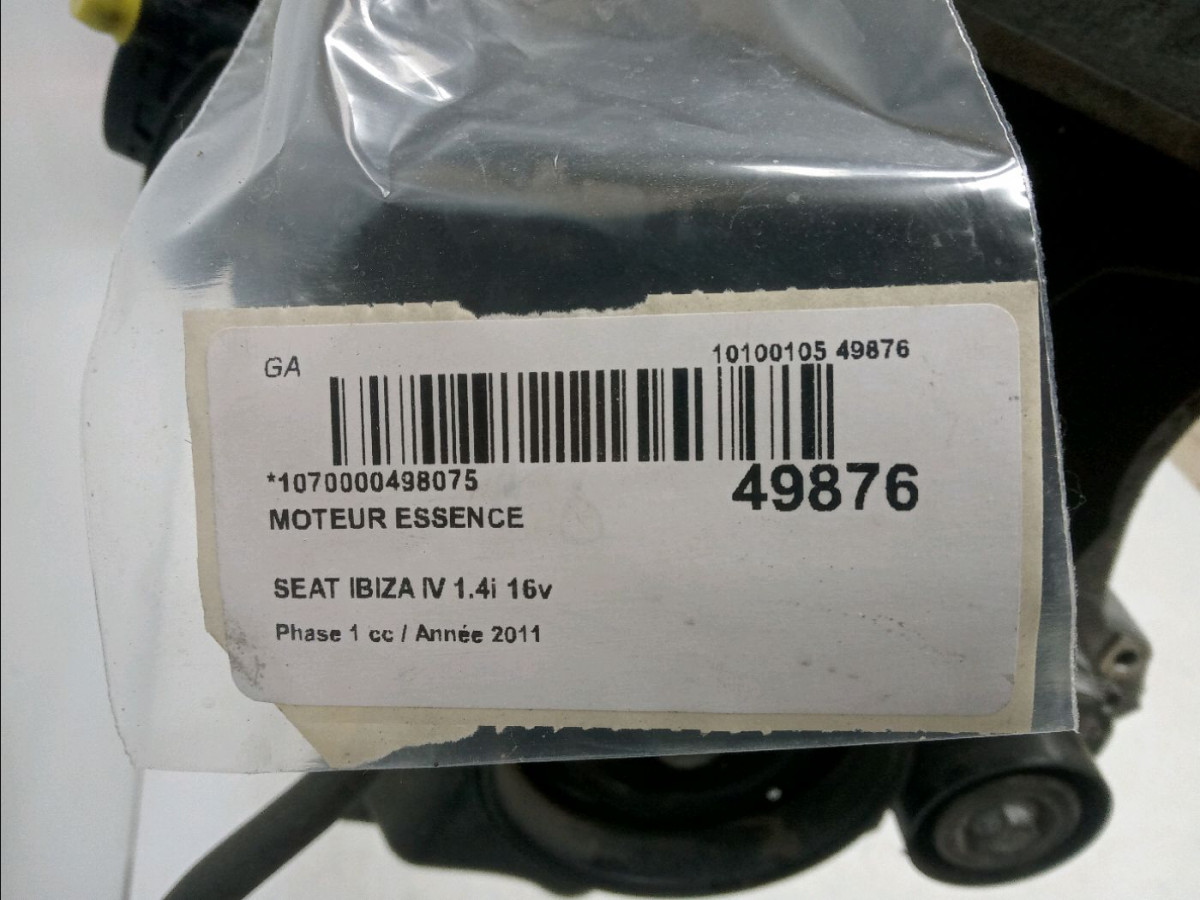 GA
10100105 49876
*1070000498075
49876
MOTEUR ESSENCE
SEAT IBIZA IV 1.4i 16v
Phase 1 cc / Année 2011